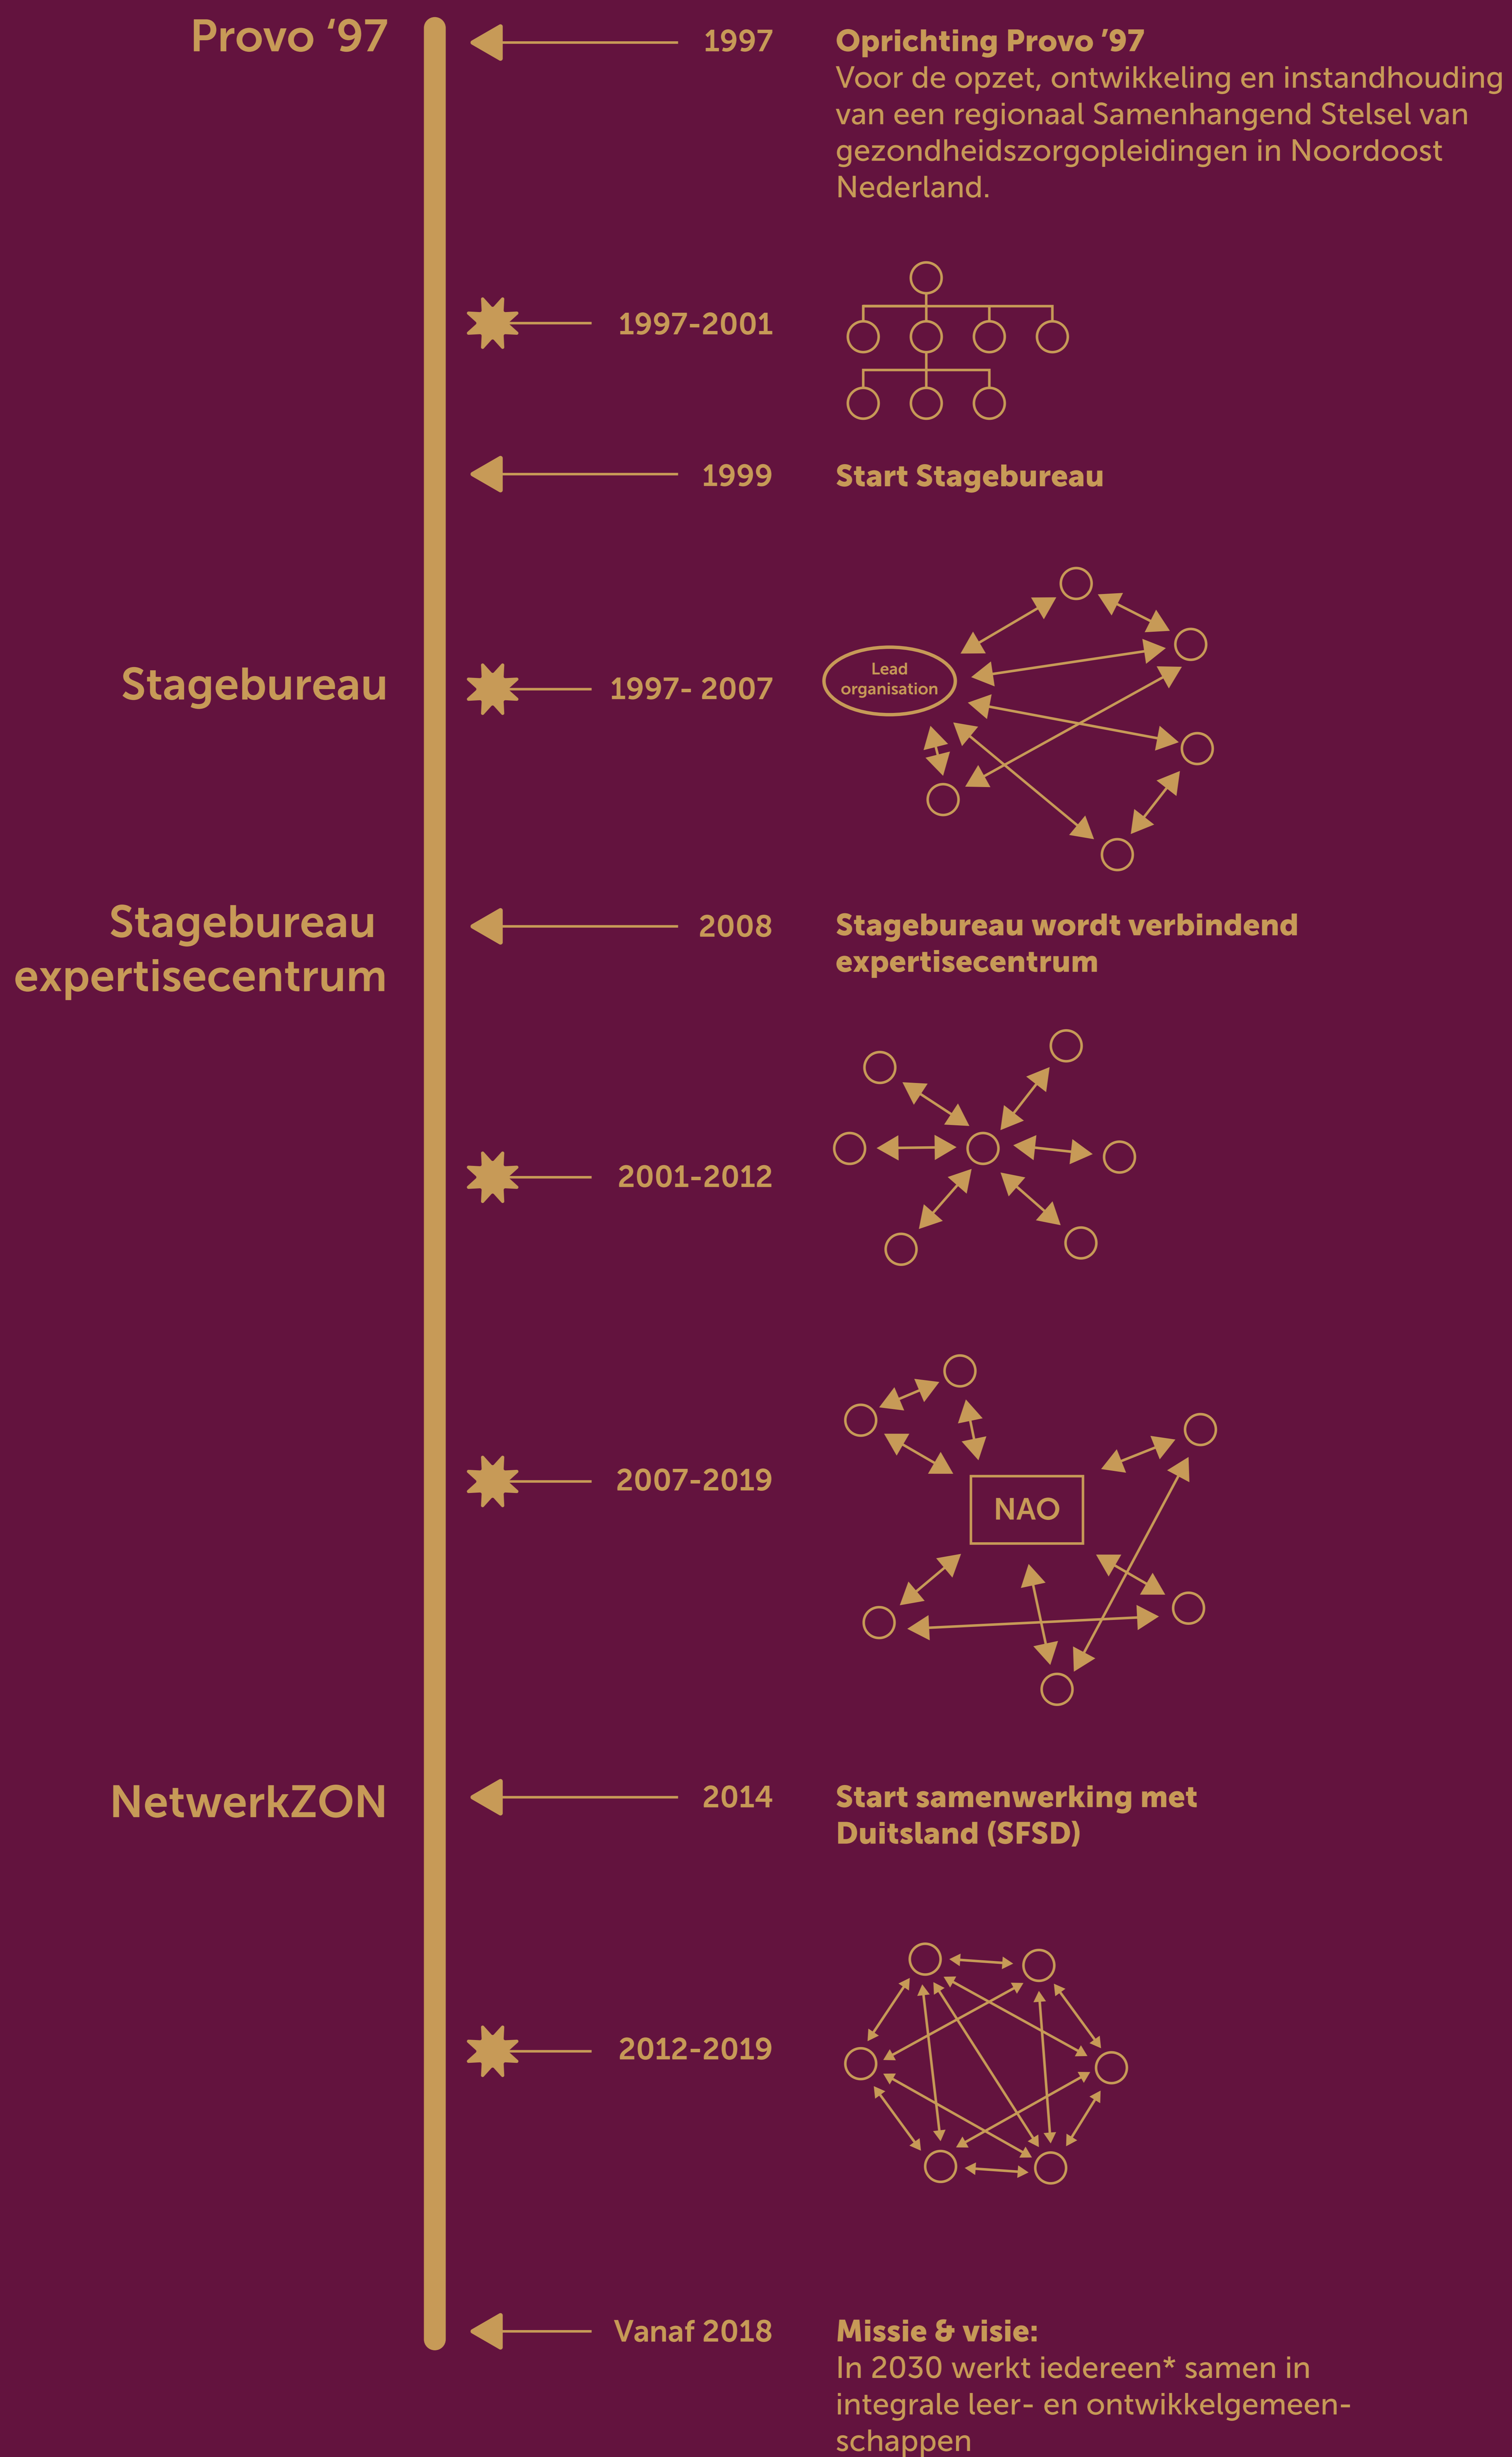 Provo ‘97
1997
Oprichting Provo ’97
Voor de opzet, ontwikkeling en instandhouding
van een regionaal Samenhangend Stelsel van
gezondheidszorgopleidingen in Noordoost
Nederland.
1997-2001
1999
Start Stagebureau
Stagebureau
1997- 2007
Lead
organisation
Stagebureau
expertisecentrum
2008
Stagebureau wordt verbindend
expertisecentrum
2001-2012
2007-2019
NAO
NetwerkZON
2014
Start samenwerking met
Duitsland (SFSD)
2012-2019
Vanaf 2018
Missie & visie:
In 2030 werkt iedereen* samen in
integrale leer- en ontwikkelgemeen-
schappen